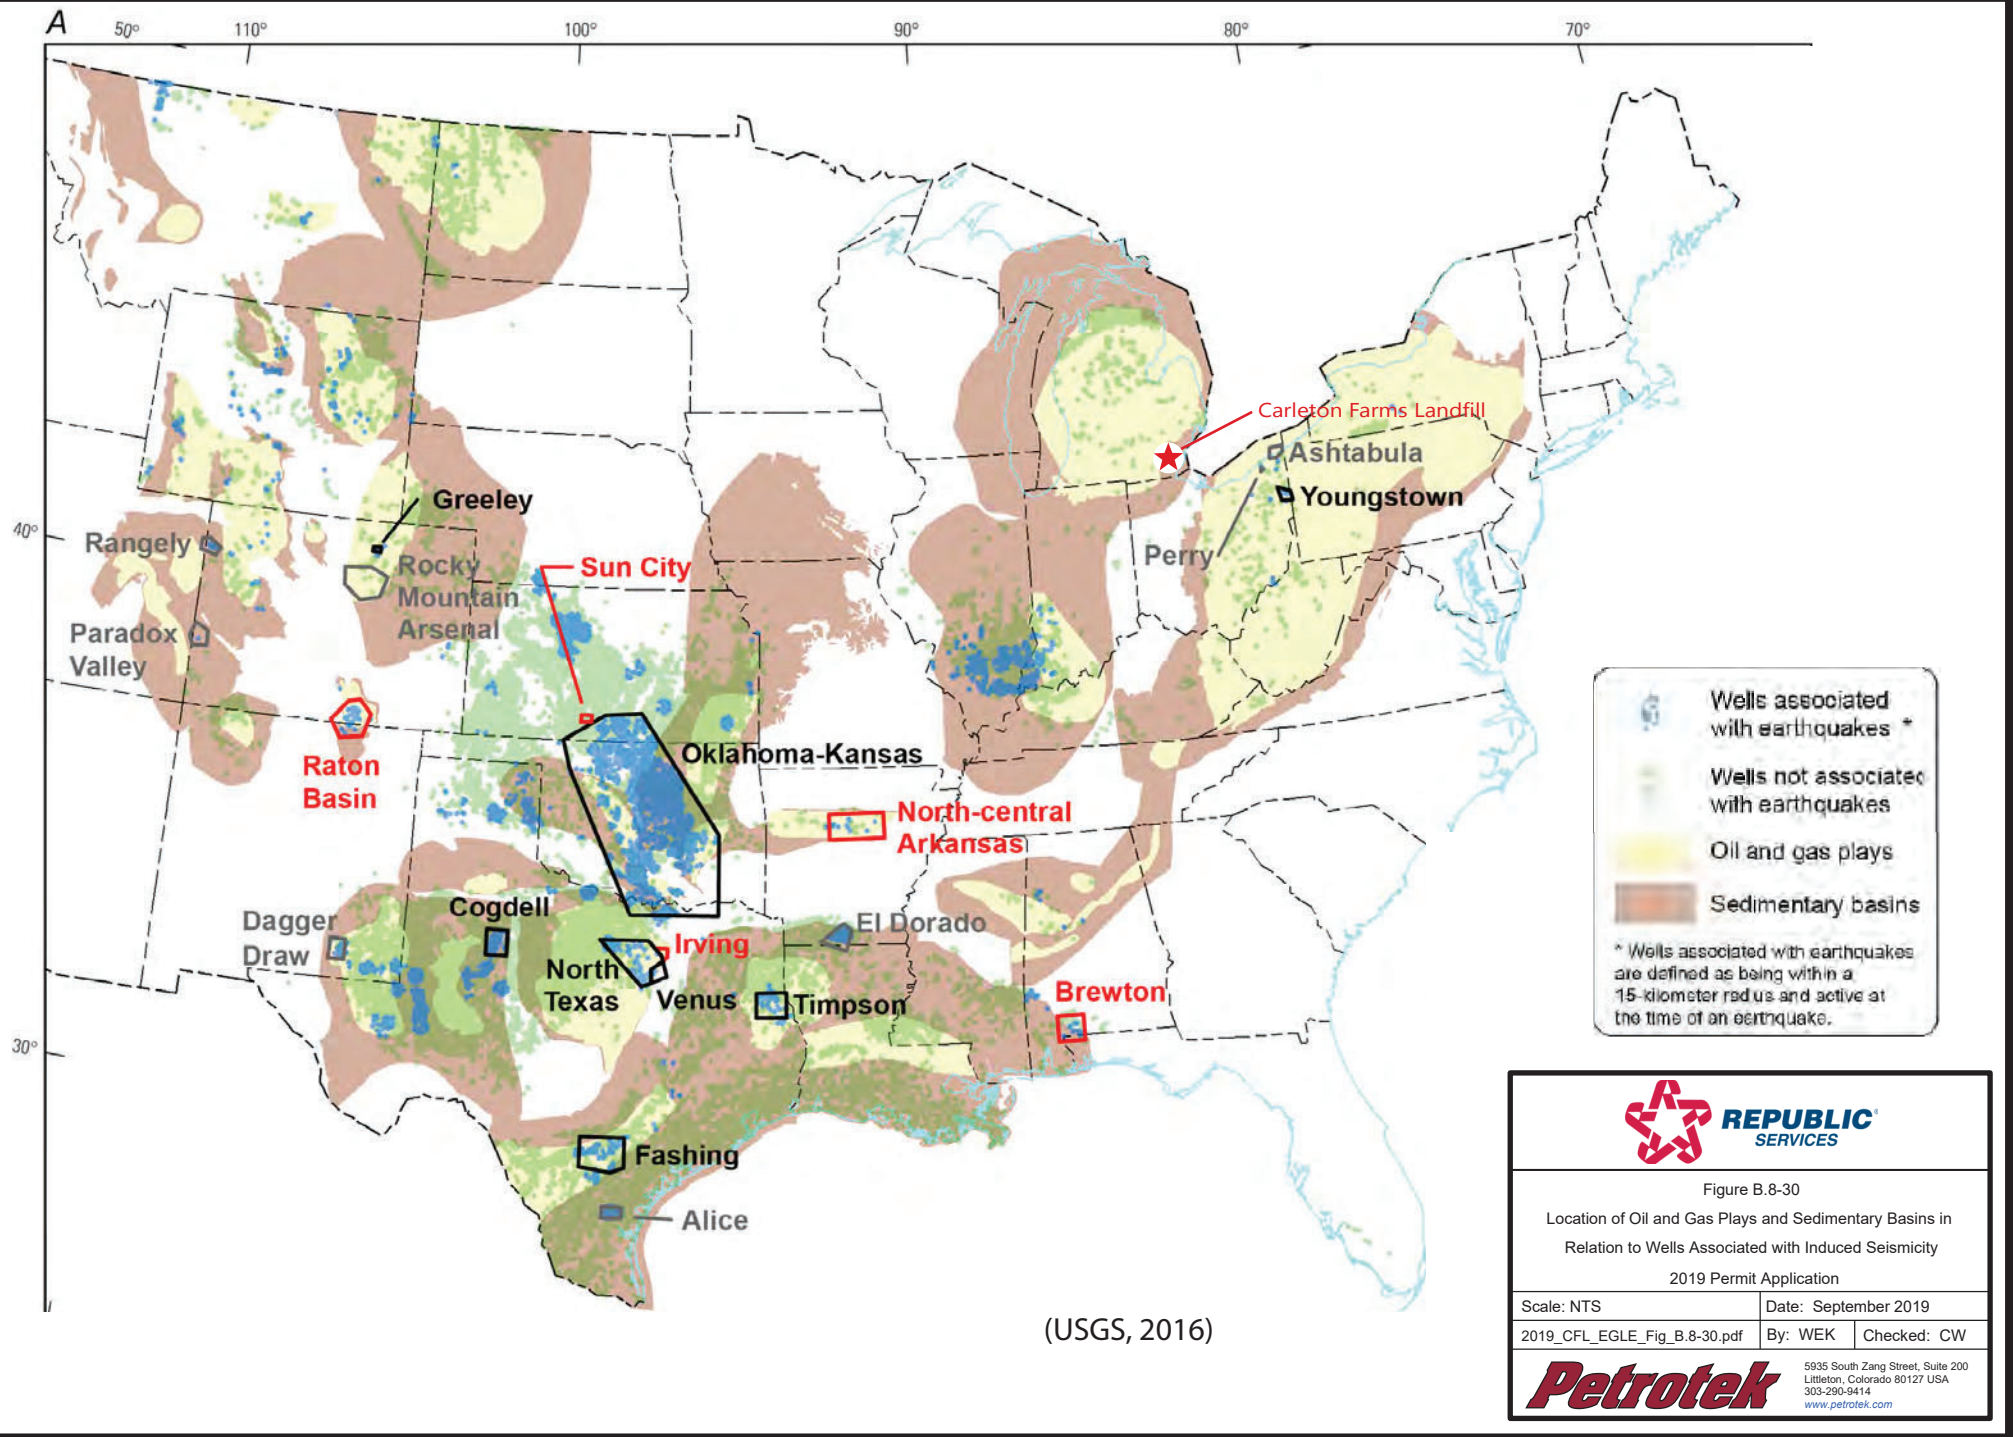 A
50°
110°
100°
90°
80°
70°
Carleton Farms Landfill
Ashtabula
Youngstown
Greeley
40°
Rangely
Perry
Rocky
Mountain
Arsenal
Sun City
Paradox
Valley
Oklahoma-Kansas
Raton
Basin
North-central
Arkansas
Cogdell
Dagger
Draw
El Dorado
Irving
North
Texas
Venus
Timpson
Brewton
30°
Fashing
Alice
(USGS, 2016)
Wells associated
with earthquakes *
Wells not associated
with earthquakes
Oil and gas plays
Sedimentary basins
* Wells associated with earthquakes
are defined as being within a
15-kilometer radius and active at
the time of an earthquake.
REPUBLIC®
SERVICES
Figure B.8-30
Location of Oil and Gas Plays and Sedimentary Basins in
Relation to Wells Associated with Induced Seismicity
2019 Permit Application
Scale: NTS
Date: September 2019
2019_CFL_EGLE_Fig_B.8-30.pdf
By: WEK
Checked: CW
Petrotek
5935 South Zang Street, Suite 200
Littleton, Colorado 80127 USA
303-290-9414
www.petrotek.com